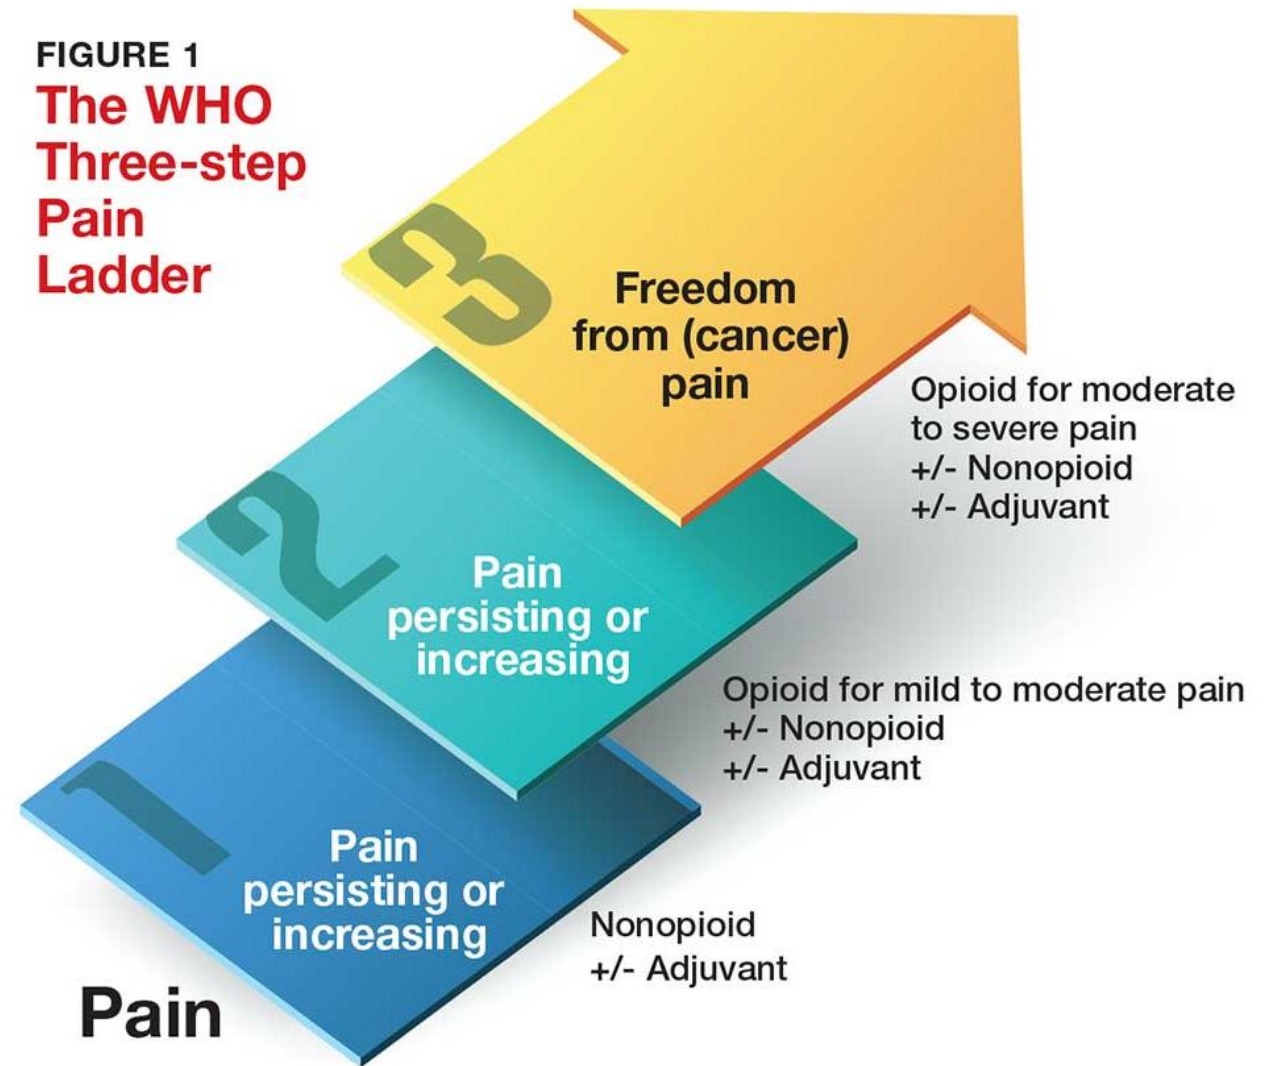 FIGURE 1
The WHO
Three-step
Pain
Ladder
3
Freedom
from (cancer)
pain
Opioid for moderate
to severe pain
+/- Nonopioid
+/- Adjuvant
2
Pain
persisting or
increasing
Opioid for mild to moderate pain
+/- Nonopioid
+/- Adjuvant
1
Pain
persisting or
increasing
Nonopioid
+/- Adjuvant
Pain